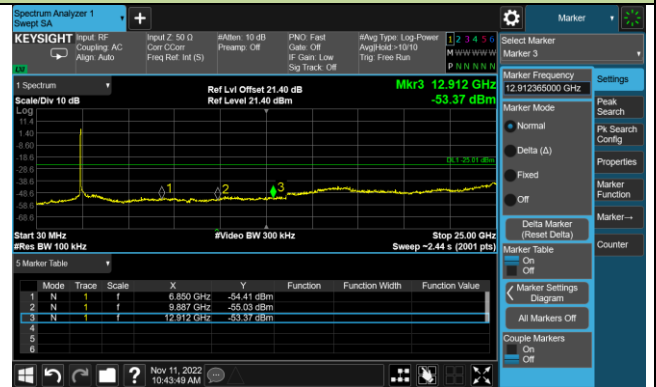 Spectrum Analyzer 1
Swept SA
+
Marker
KEYSIGHT
Input: RF
Coupling: AC
Align: Auto
Input Z: 50 Ω
Corr CCorr
Freq Ref: Int (S)
#Atten: 10 dB
Preamp: Off
PNO: Fast
Gate: Off
IF Gain: Low
Sig Track: Off
#Avg Type: Log-Power
Avg|Hold:>10/10
Trig: Free Run
1 2 3 4 5 6
M W W W W W
P N N N N N
Select Marker
Marker 3
1 Spectrum
Scale/Div 10 dB
Ref Lvl Offset 21.40 dB
Ref Level 21.40 dBm
Mkr3 12.912 GHz
-53.37 dBm
Log
11.4
1.40
-8.60
-18.6
-28.6
-38.6
-48.6
-58.6
-68.6
DL1 -25.01 dBm
1
2
3
Start 30 MHz
#Video BW 300 kHz
Stop 25.00 GHz
#Res BW 100 kHz
Sweep ~2.44 s (2001 pts)
5 Marker Table
Mode Trace Scale X Y Function Function Width Function Value
1 N 1 f 6.850 GHz -54.41 dBm
2 N 1 f 9.887 GHz -55.03 dBm
3 N 1 f 12.912 GHz -53.37 dBm
4
5
6
Marker Frequency
12.912365000 GHz
Marker Mode
Normal
Delta (Δ)
Fixed
Off
Delta Marker
(Reset Delta)
Marker Table
On
Off
Marker Settings
Diagram
All Markers Off
Couple Markers
On
Off
Settings
Peak
Search
Pk Search
Config
Properties
Marker
Function
Marker→
Counter
?
Nov 11, 2022
10:43:49 AM